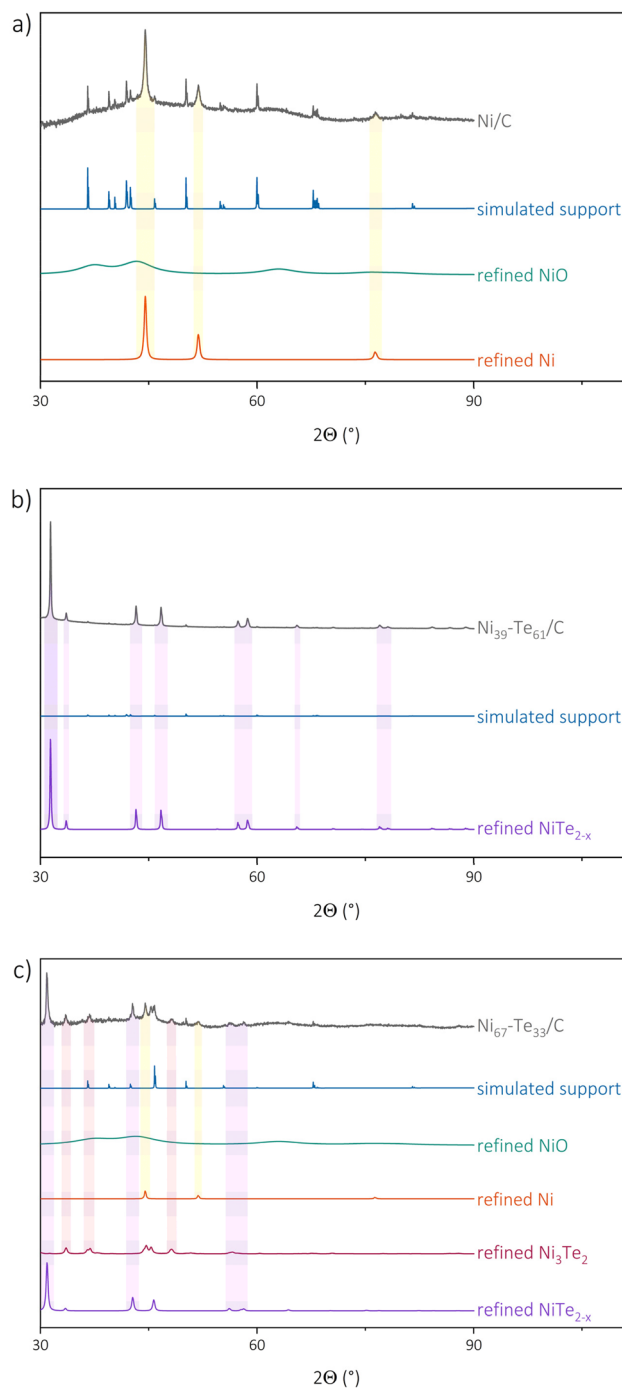 a)
Ni/C
simulated support
refined NiO
refined Ni
30 60 90
2Θ (°)
b)
Ni₃₉-Te₆₁/C
simulated support
refined NiTe₂₋ₓ
30 60 90
2Θ (°)
c)
Ni₆₇-Te₃₃/C
simulated support
refined NiO
refined Ni
refined Ni₃Te₂
refined NiTe₂₋ₓ
30 60 90
2Θ (°)